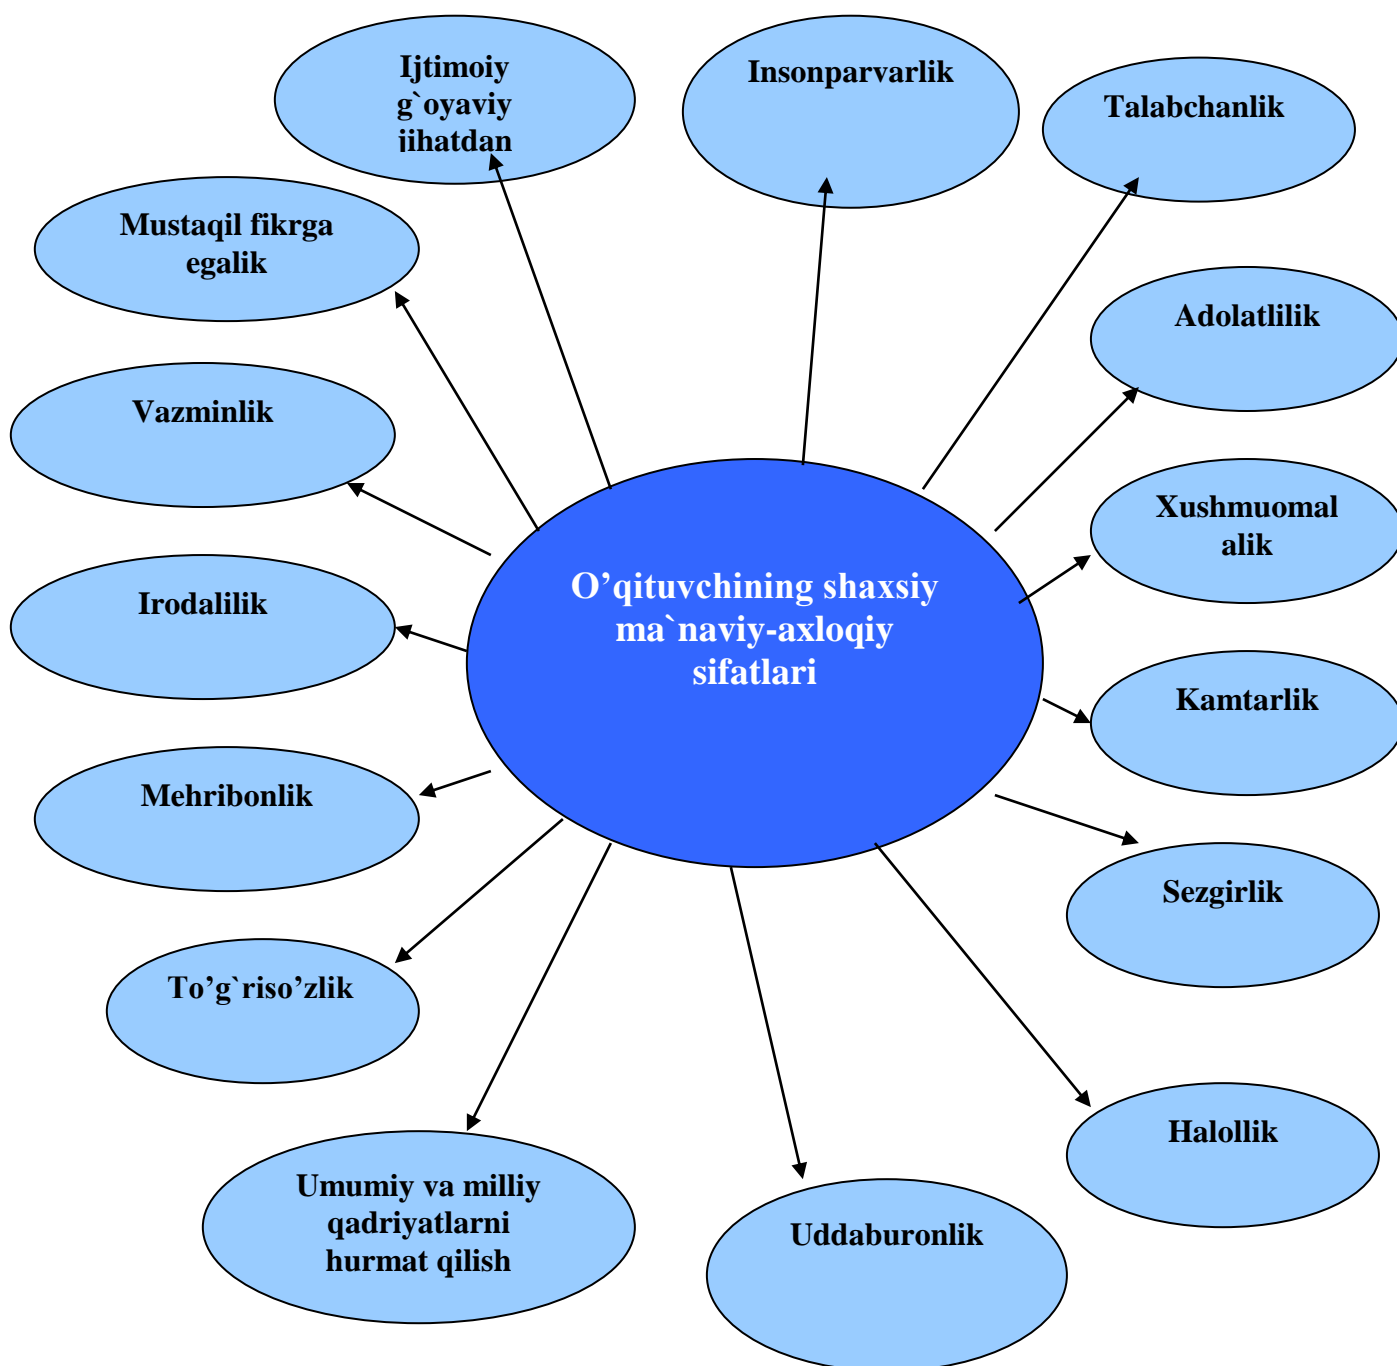 Ijtimoiy
g`oyaviy
jihatdan
Insonparvarlik
Talabchanlik
Mustaqil fikrga
egalik
Adolatlilik
Vazminlik
Xushmuomal
alik
O’qituvchining shaxsiy
ma`naviy-axloqiy
sifatlari
Irodalilik
Kamtarlik
Mehribonlik
Sezgirlik
To’g`riso’zlik
Halollik
Umumiy va milliy
qadriyatlarni
hurmat qilish
Uddaburonlik